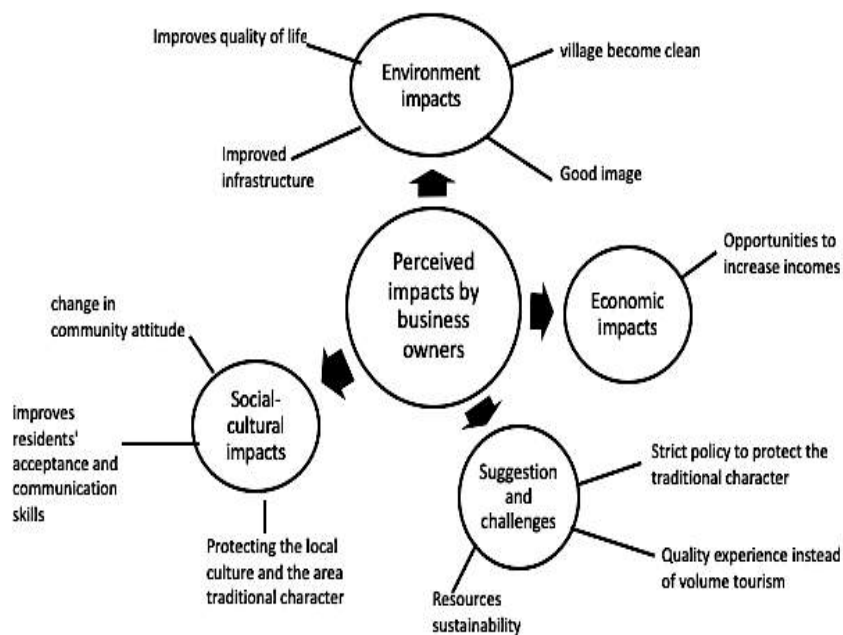 Improves quality of life
Environment
impacts
village become clean
Improved
infrastructure
Good image
Perceived
impacts by
business
owners
Opportunities to
increase incomes
Economic
impacts
change in
community attitude
Social-
cultural
impacts
improves
residents'
acceptance and
communication
skills
Protecting the local
culture and the area
traditional character
Suggestion
and
challenges
Strict policy to protect the
traditional character
Quality experience instead
of volume tourism
Resources
sustainability